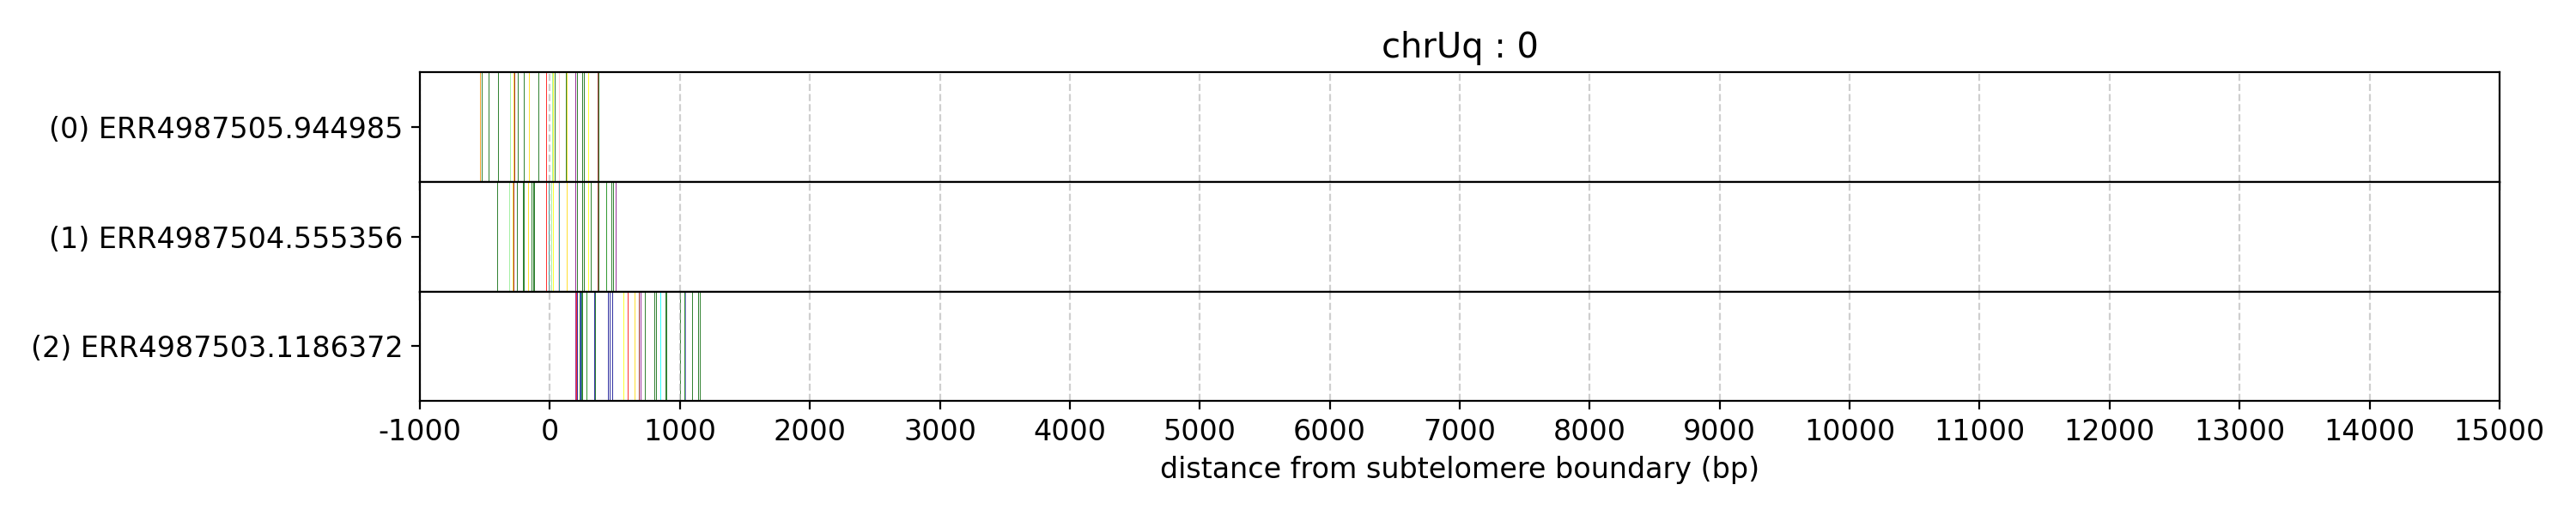 chrUq : 0
(0) ERR4987505.944985
(1) ERR4987504.555356
(2) ERR4987503.1186372
-1000 0 1000 2000 3000 4000 5000 6000 7000 8000 9000 10000 11000 12000 13000 14000 15000
distance from subtelomere boundary (bp)